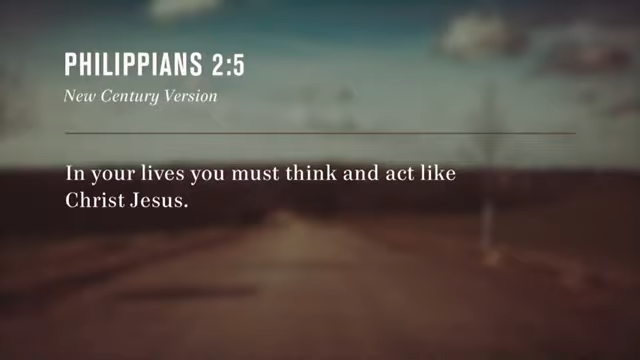 PHILIPPIANS 2:5
New Century Version
In your lives you must think and act like
Christ Jesus.